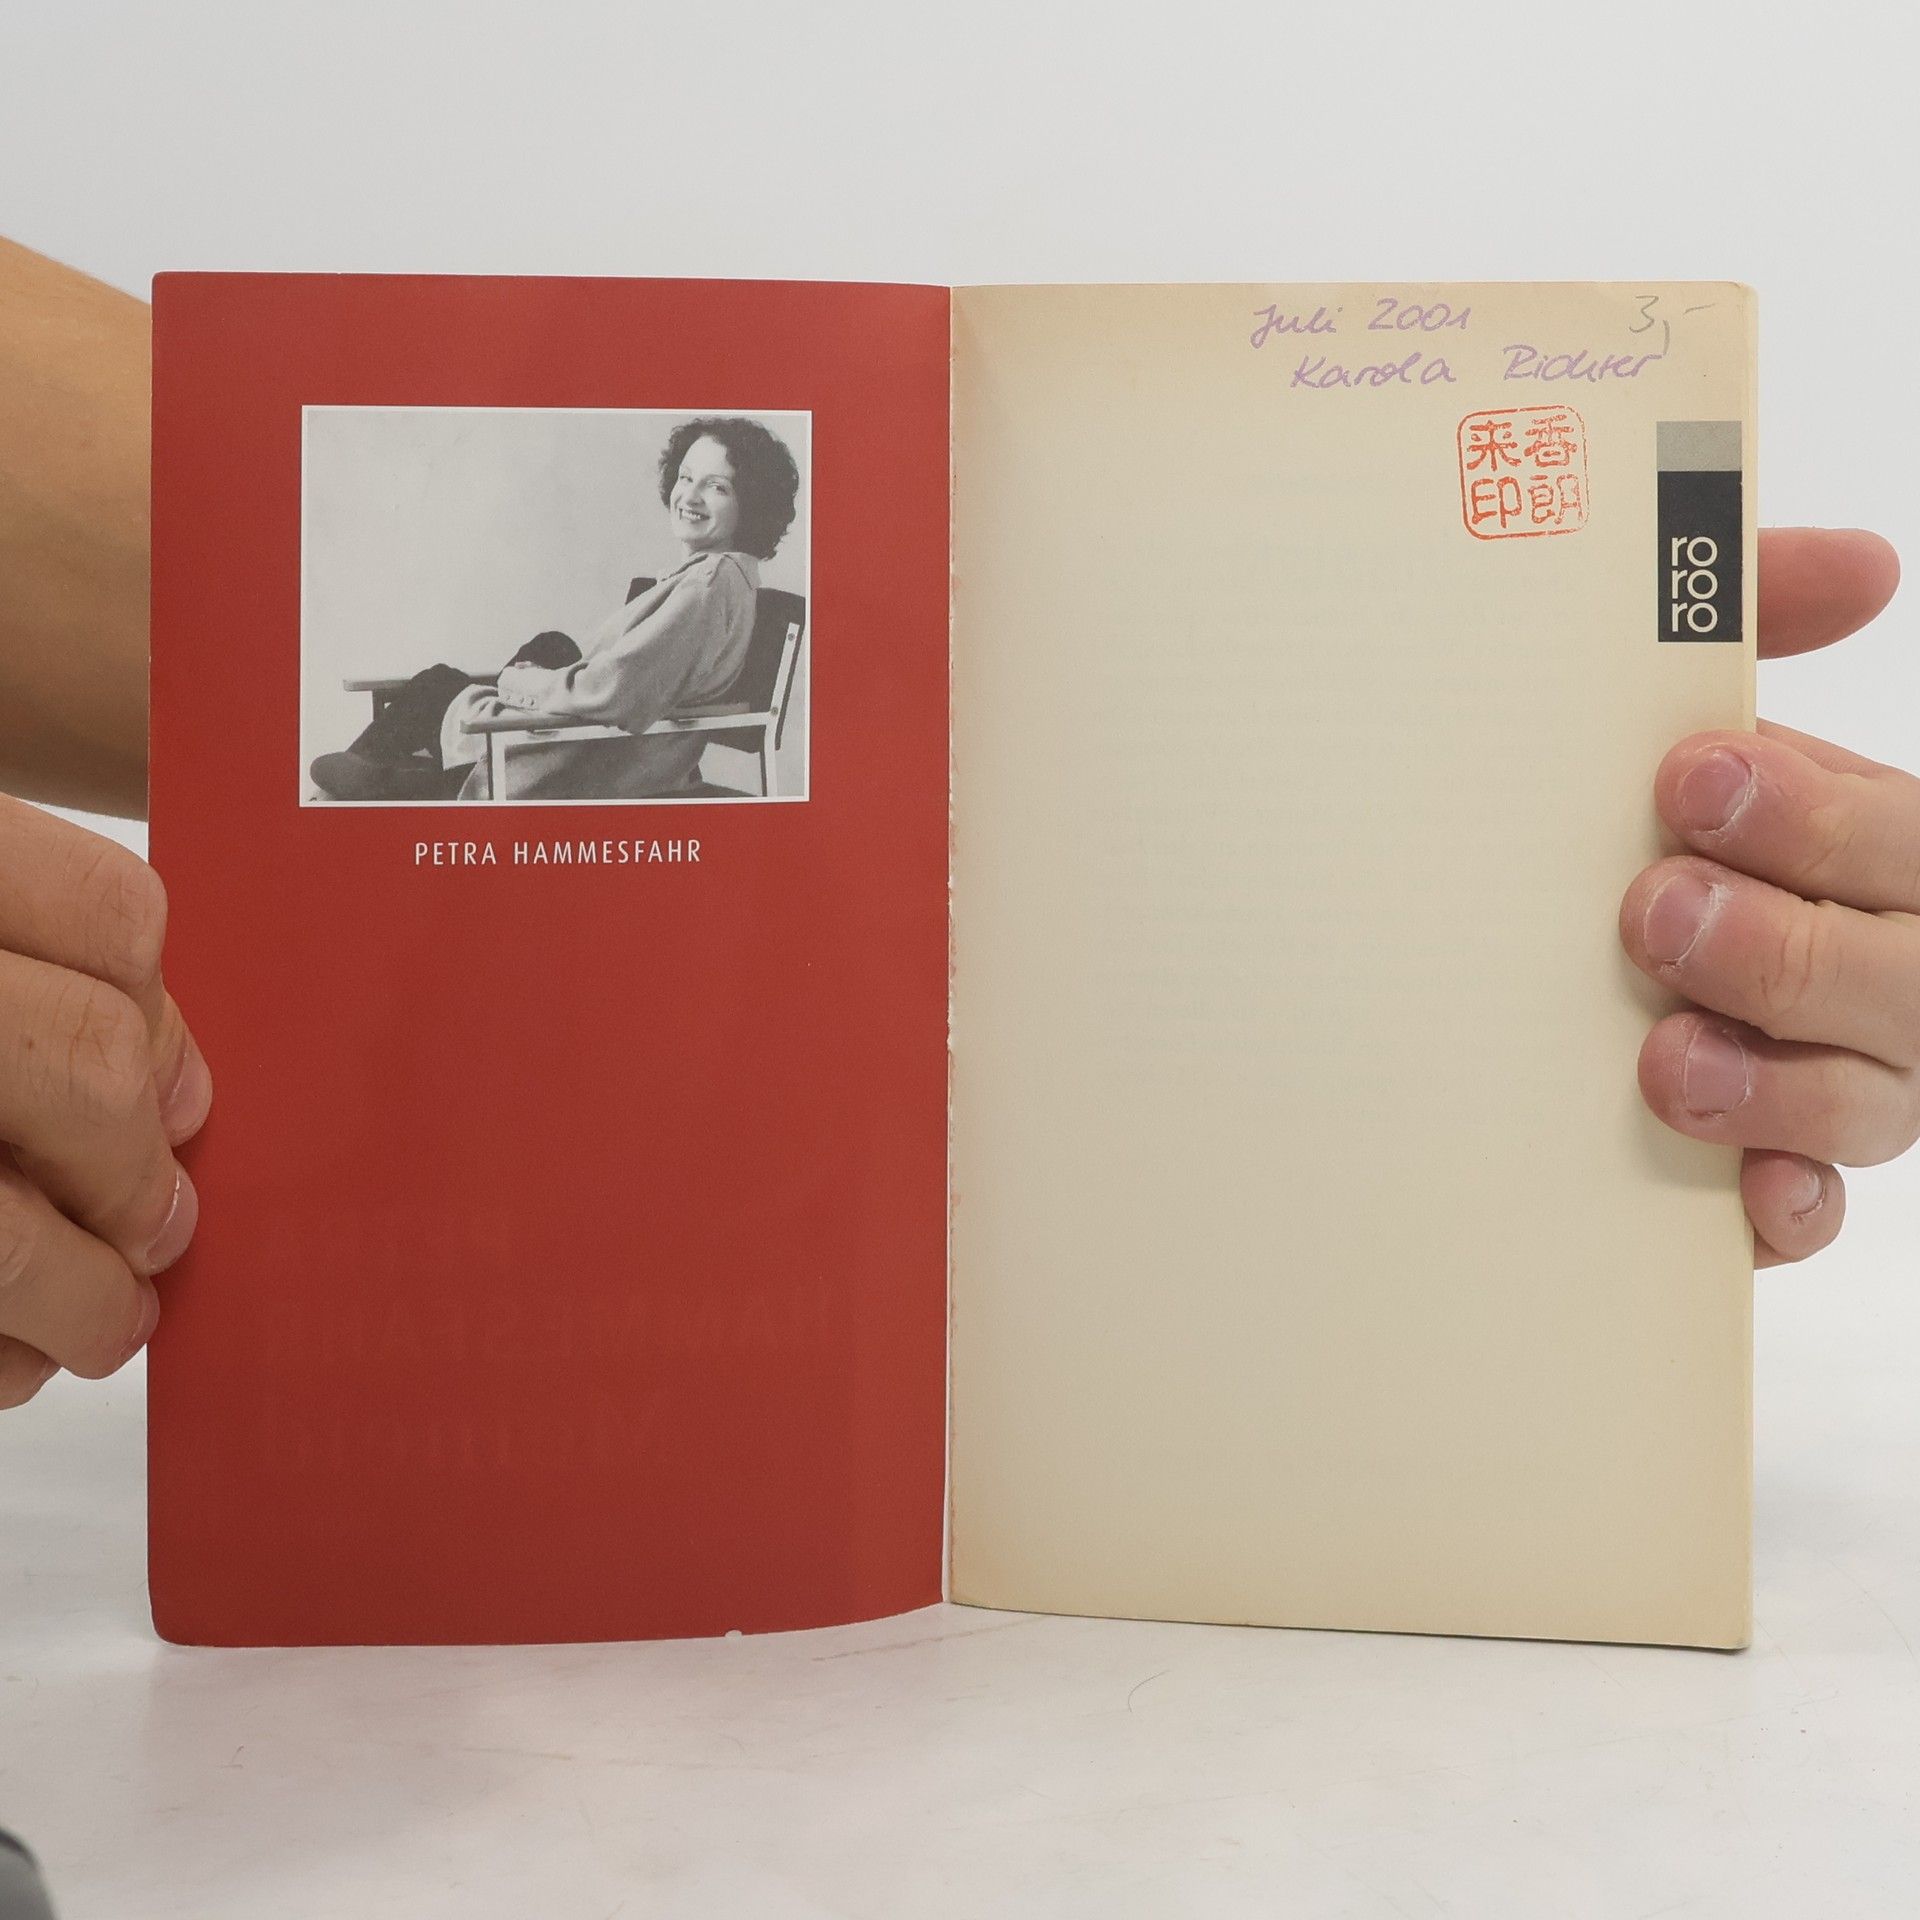 PETRA HAMMESFAHR
Juli 2001
3,-
Karola Richter
香朗
来印
ro
ro
ro